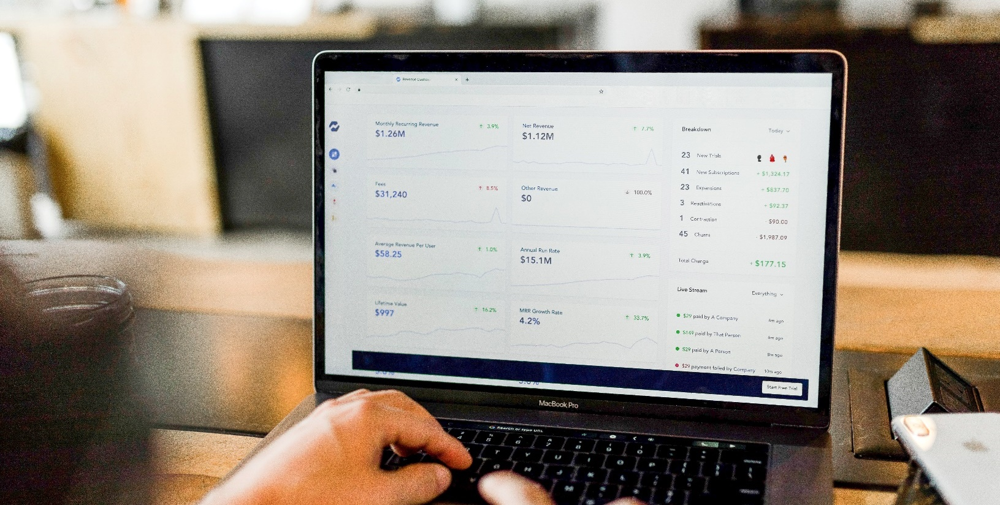 Revenue Dashbo
Monthly Recurring Revenue
↑ 3.9%
$1.26M
Net Revenue
↑ 7.7%
$1.12M
Fees
↑ 8.5%
$31,240
Other Revenue
↓ 100.0%
$0
Average Revenue Per User
↑ 1.0%
$58.25
Annual Run Rate
↑ 3.9%
$15.1M
Lifetime Value
↑ 16.2%
$997
MRR Growth Rate
↑ 33.7%
4.2%
Breakdown Today
23 New Trials
41 New Subscriptions + $1,324.17
23 Expansions + $837.70
3 Reactivations + $92.37
1 Contraction - $90.00
45 Churns - $1,987.09
Total Change + $177.15
Live Stream Everything
$29 paid by A Company 6m ago
$149 paid by That Person 6m ago
$29 paid by A Person 8m ago
$29 payment failed by Company 10m ago
Start Free Trial
MacBook Pro
Search or type URL